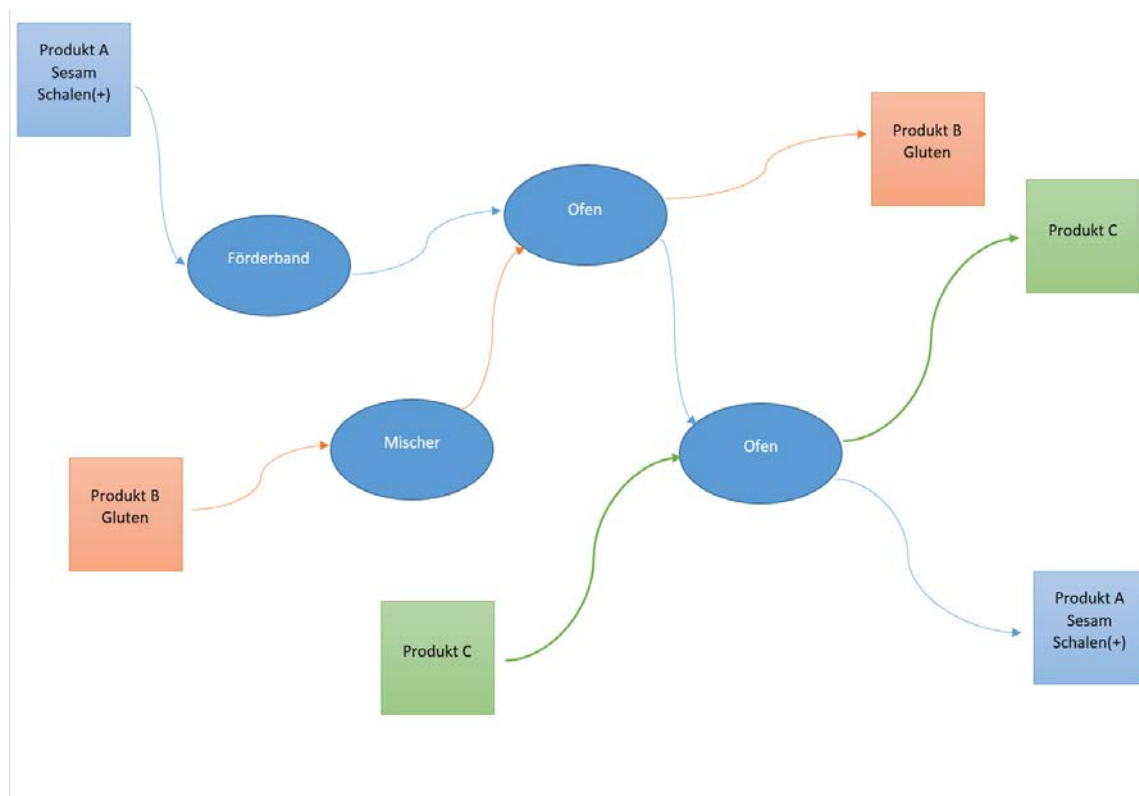 Produkt A
Sesam
Schalen(+)
Produkt B
Gluten
Ofen
Produkt C
Förderband
Mischer
Ofen
Produkt B
Gluten
Produkt C
Produkt A
Sesam
Schalen(+)